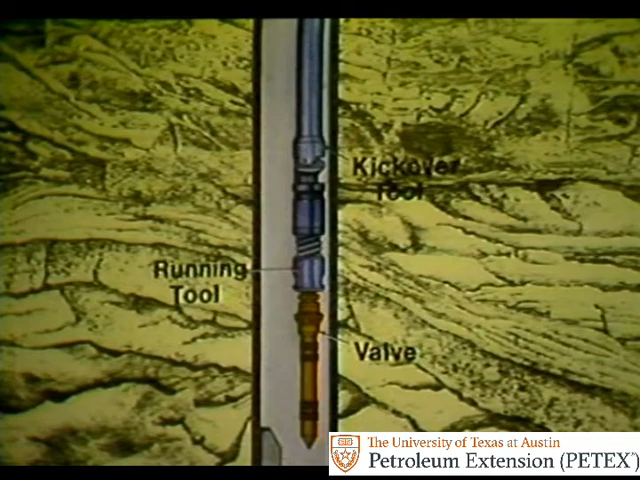 Kickover
Tool
Running
Tool
Valve
The University of Texas at Austin
Petroleum Extension (PETEX®)